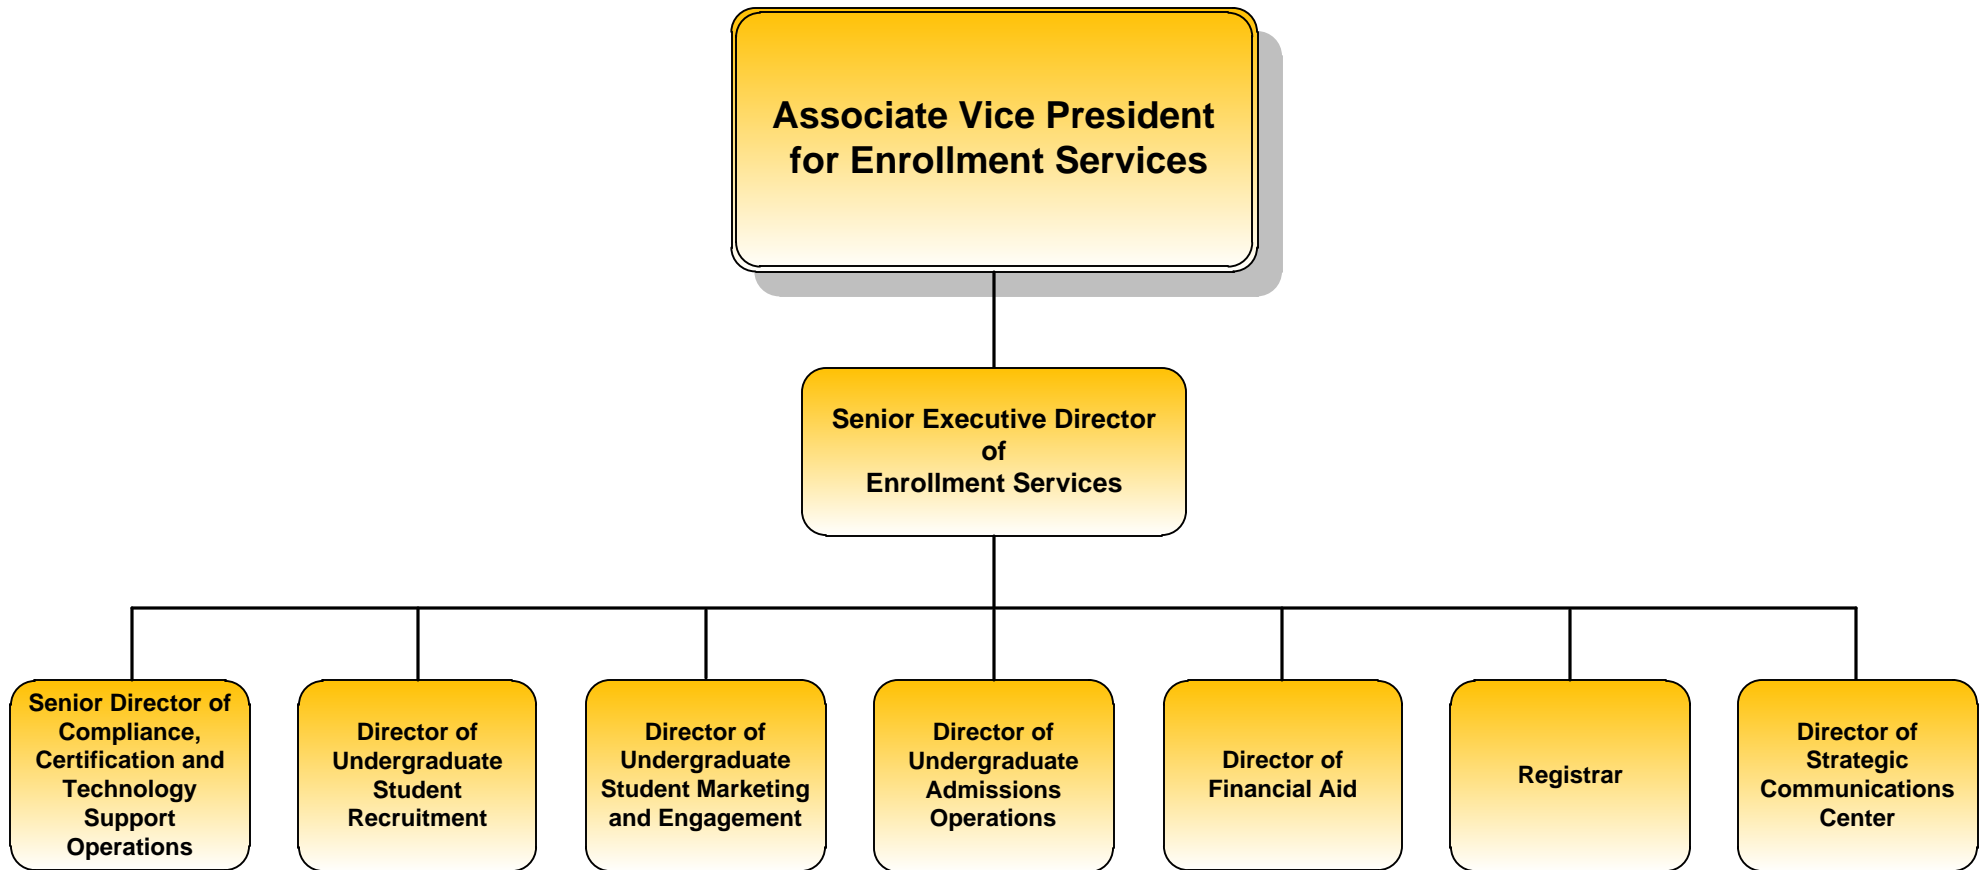 Associate Vice President
for Enrollment Services
Senior Executive Director
of
Enrollment Services
Senior Director of
Compliance,
Certification and
Technology
Support
Operations
Director of
Undergraduate
Student
Recruitment
Director of
Undergraduate
Student Marketing
and Engagement
Director of
Undergraduate
Admissions
Operations
Director of
Financial Aid
Registrar
Director of
Strategic
Communications
Center